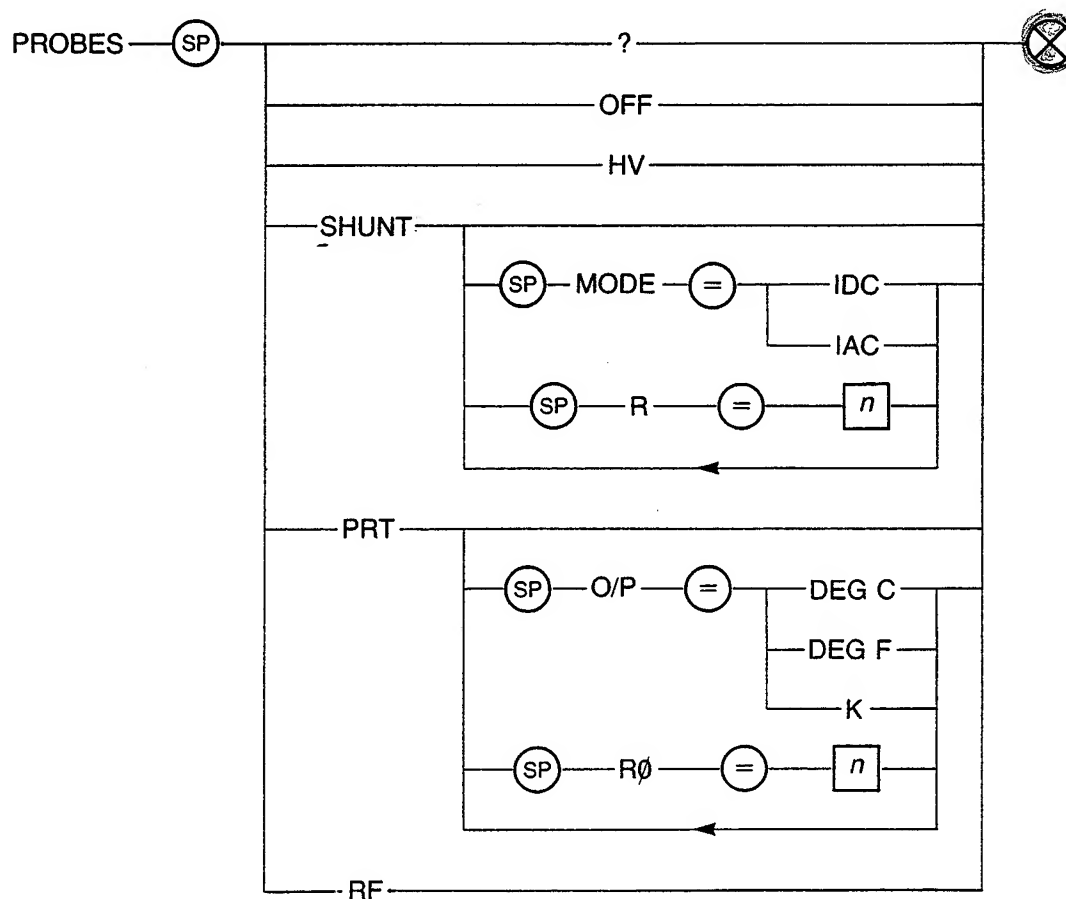 PROBES SP ?
OFF
HV
SHUNT
SP MODE = IDC
IAC
SP R = n
PRT
SP O/P = DEG C
DEG F
K
SP RØ = n
RF